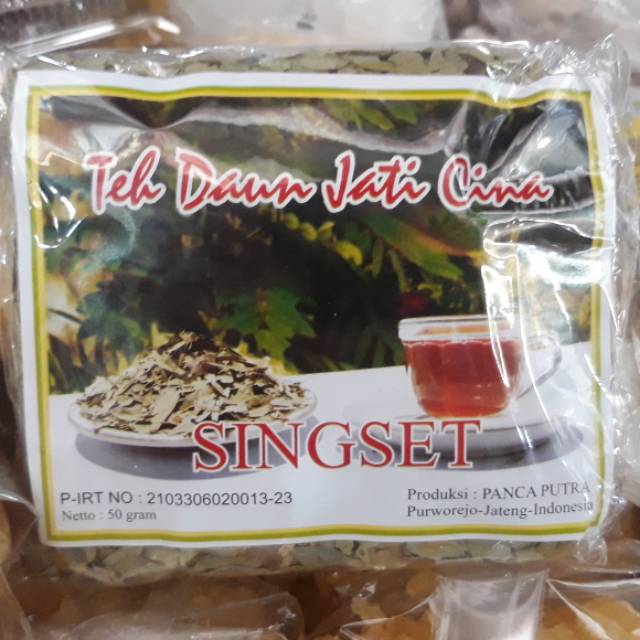 Teh Daun Jati Cina
SINGSET
P-IRT NO : 2103306020013-23
Netto : 50 gram
Produksi : PANCA PUTRA
Purworejo-Jateng-Indonesia